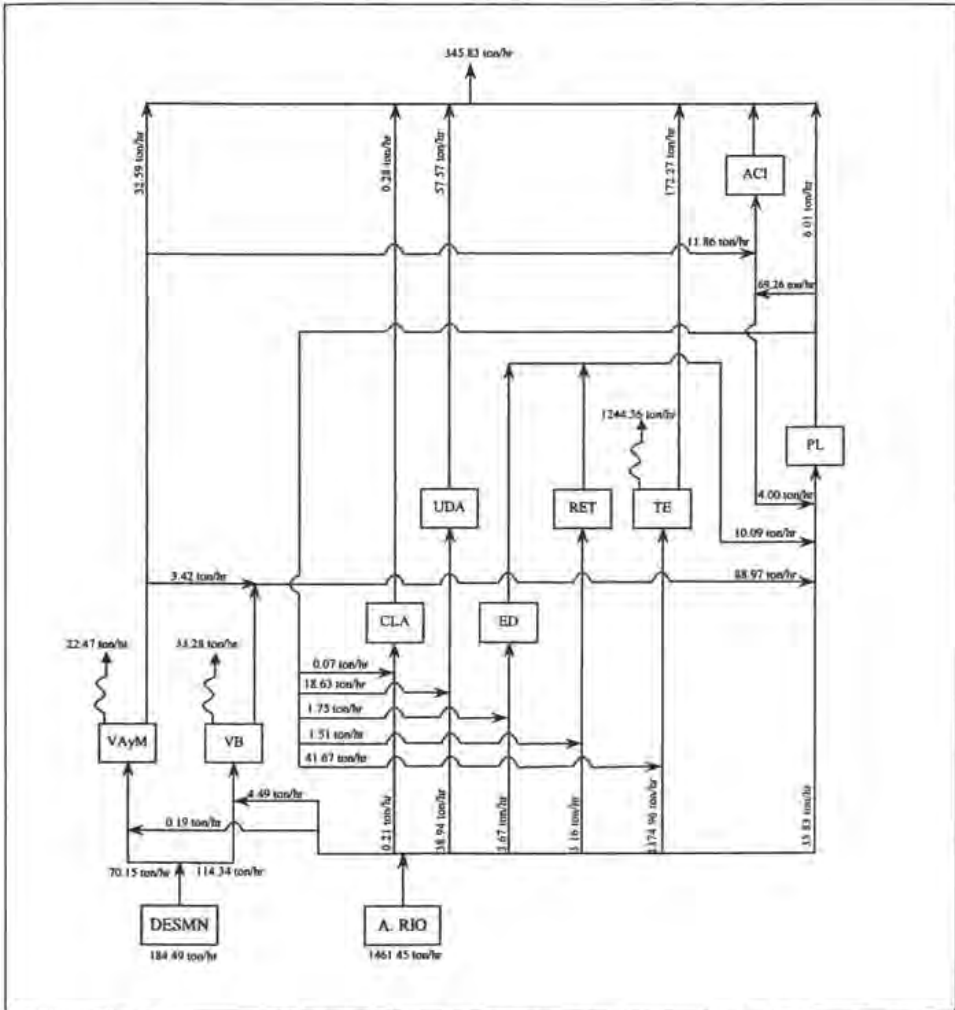 345.83 ton/hr
32.59 ton/hr
0.28 ton/hr
57.57 ton/hr
172.27 ton/hr
ACI
6.01 ton/hr
11.86 ton/hr
69.26 ton/hr
1244.36 ton/hr
PL
UDA
RET
TE
4.00 ton/hr
10.09 ton/hr
3.42 ton/hr
88.97 ton/hr
CLA
ED
22.47 ton/hr
33.28 ton/hr
0.07 ton/hr
18.63 ton/hr
VAyM
VB
1.75 ton/hr
1.51 ton/hr
41.67 ton/hr
4.49 ton/hr
0.19 ton/hr
0.21 ton/hr
38.94 ton/hr
3.67 ton/hr
3.16 ton/hr
1374.96 ton/hr
35.83 ton/hr
70.15 ton/hr
114.34 ton/hr
DESMN
A. RIO
184.49 ton/hr
1461.45 ton/hr